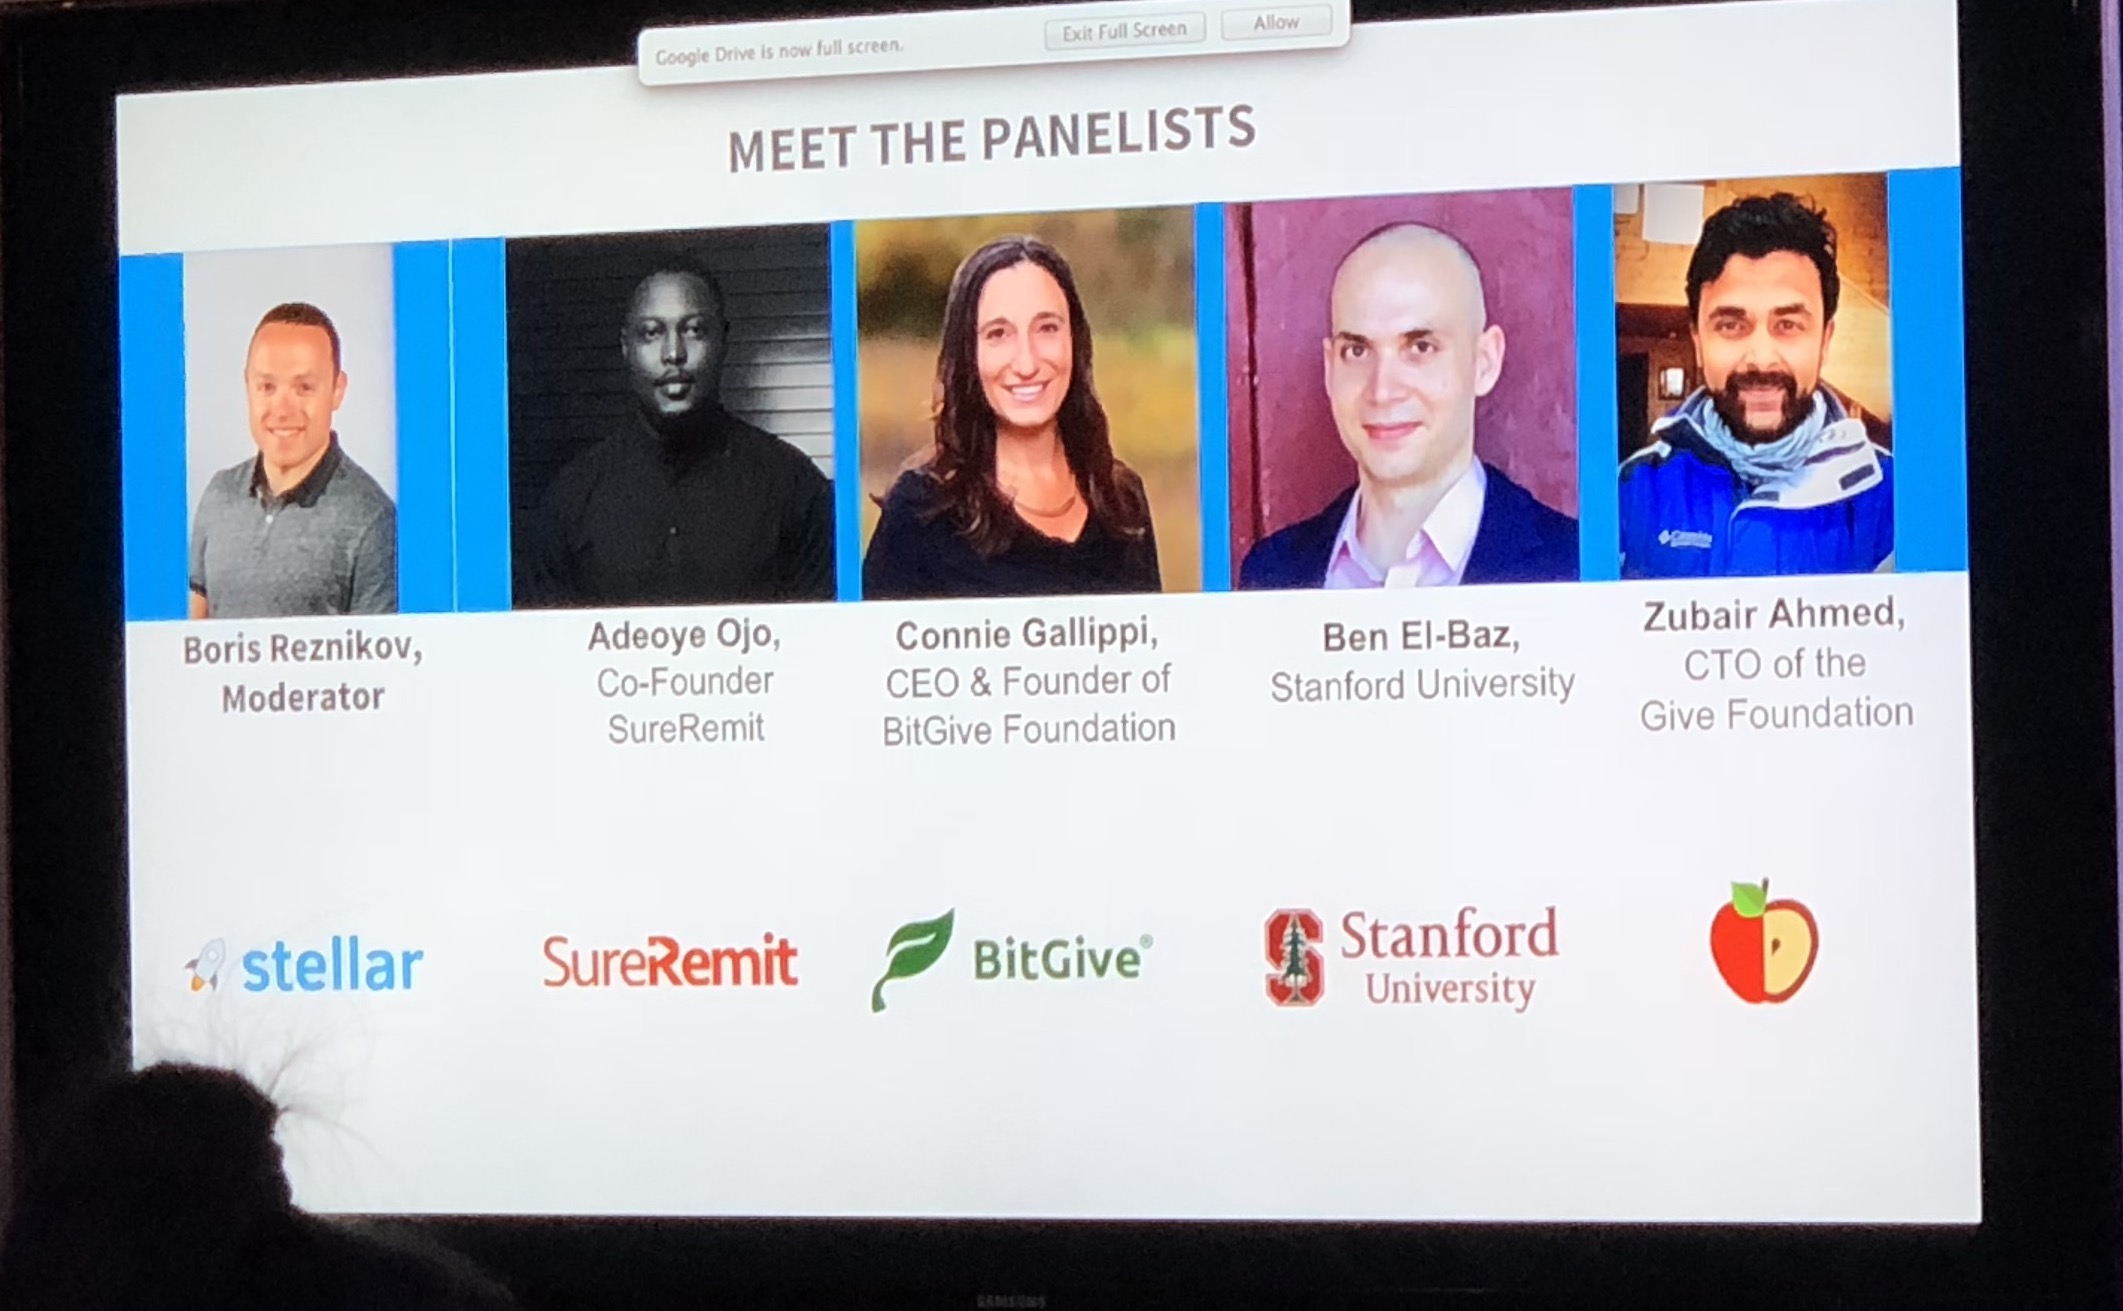 Google Drive is now full screen.
Exit Full Screen
Allow
MEET THE PANELISTS
Boris Reznikov,
Moderator
Adeoye Ojo,
Co-Founder
SureRemit
Connie Gallippi,
CEO & Founder of
BitGive Foundation
Ben El-Baz,
Stanford University
Zubair Ahmed,
CTO of the
Give Foundation
Columbia
stellar
SureRemit
BitGive®
S Stanford
University
SAMSUNG